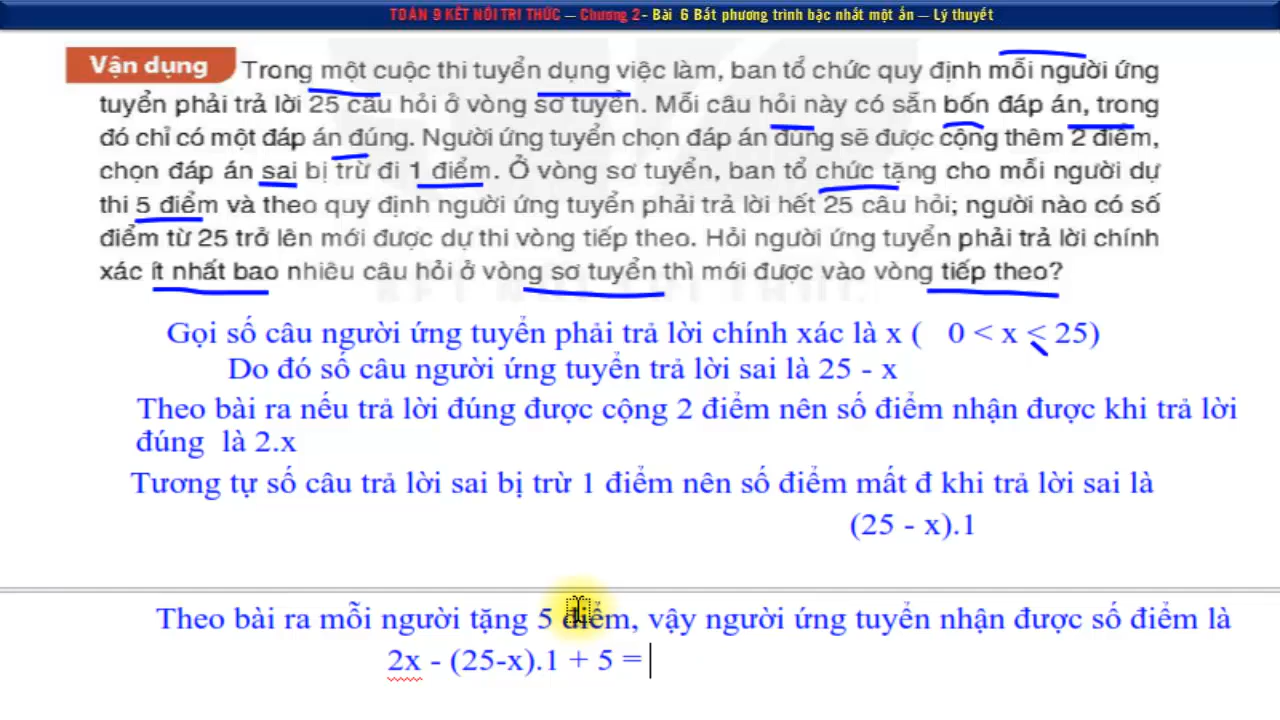 TOÁN 9 KẾT NỐI TRI THỨC – Chương 2- Bài 6 Bất phương trình bậc nhất một ẩn – Lý thuyết
Vận dụng Trong một cuộc thi tuyển dụng việc làm, ban tổ chức quy định mỗi người ứng
tuyển phải trả lời 25 câu hỏi ở vòng sơ tuyển. Mỗi câu hỏi này có sẵn bốn đáp án, trong
đó chỉ có một đáp án đúng. Người ứng tuyển chọn đáp án đúng sẽ được cộng thêm 2 điểm,
chọn đáp án sai bị trừ đi 1 điểm. Ở vòng sơ tuyển, ban tổ chức tặng cho mỗi người dự
thi 5 điểm và theo quy định người ứng tuyển phải trả lời hết 25 câu hỏi; người nào có số
điểm từ 25 trở lên mới được dự thi vòng tiếp theo. Hỏi người ứng tuyển phải trả lời chính
xác ít nhất bao nhiêu câu hỏi ở vòng sơ tuyển thì mới được vào vòng tiếp theo?
Gọi số câu người ứng tuyển phải trả lời chính xác là x ( 0 < x < 25)
Do đó số câu người ứng tuyển trả lời sai là 25 - x
Theo bài ra nếu trả lời đúng được cộng 2 điểm nên số điểm nhận được khi trả lời
đúng là 2.x
Tương tự số câu trả lời sai bị trừ 1 điểm nên số điểm mất đ khi trả lời sai là
(25 - x).1
Theo bài ra mỗi người tặng 5 điểm, vậy người ứng tuyển nhận được số điểm là
2x - (25-x).1 + 5 =